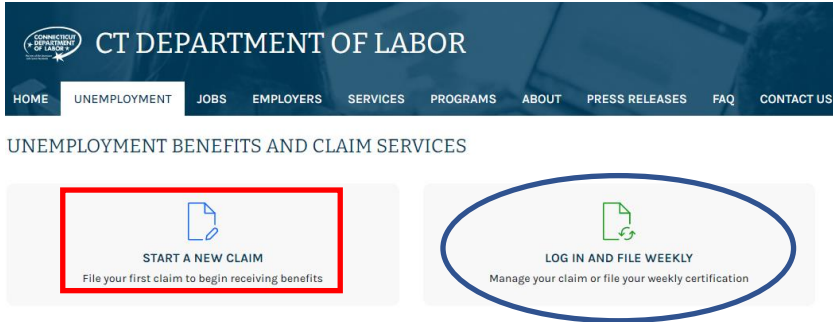 CONNECTICUT
DEPARTMENT
OF LABOR
CT DEPARTMENT OF LABOR
HOME UNEMPLOYMENT JOBS EMPLOYERS SERVICES PROGRAMS ABOUT PRESS RELEASES FAQ CONTACT US
UNEMPLOYMENT BENEFITS AND CLAIM SERVICES
START A NEW CLAIM
File your first claim to begin receiving benefits
LOG IN AND FILE WEEKLY
Manage your claim or file your weekly certification